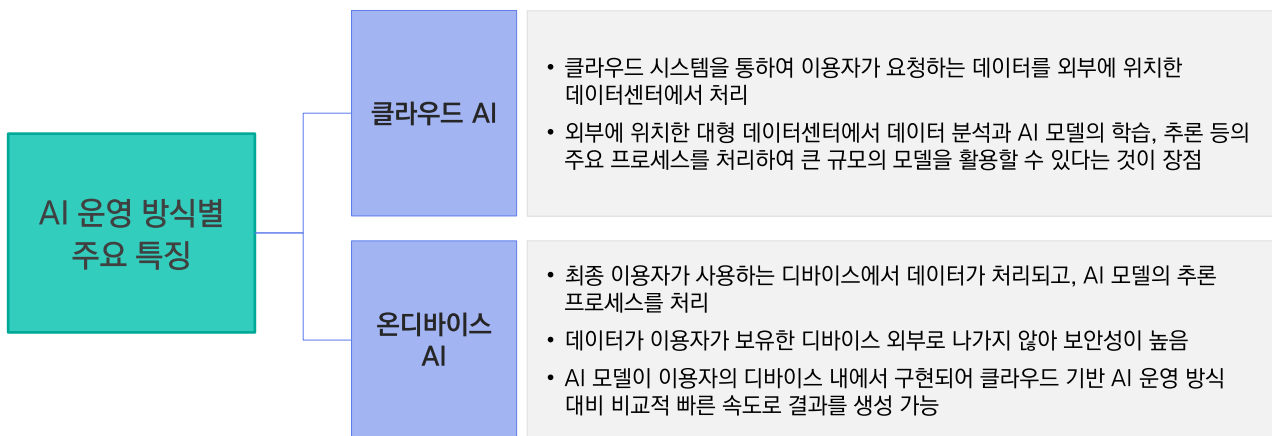 AI 운영 방식별
주요 특징
클라우드 AI
• 클라우드 시스템을 통하여 이용자가 요청하는 데이터를 외부에 위치한
데이터센터에서 처리
• 외부에 위치한 대형 데이터센터에서 데이터 분석과 AI 모델의 학습, 추론 등의
주요 프로세스를 처리하여 큰 규모의 모델을 활용할 수 있다는 것이 장점
온디바이스
AI
• 최종 이용자가 사용하는 디바이스에서 데이터가 처리되고, AI 모델의 추론
프로세스를 처리
• 데이터가 이용자가 보유한 디바이스 외부로 나가지 않아 보안성이 높음
• AI 모델이 이용자의 디바이스 내에서 구현되어 클라우드 기반 AI 운영 방식
대비 비교적 빠른 속도로 결과를 생성 가능